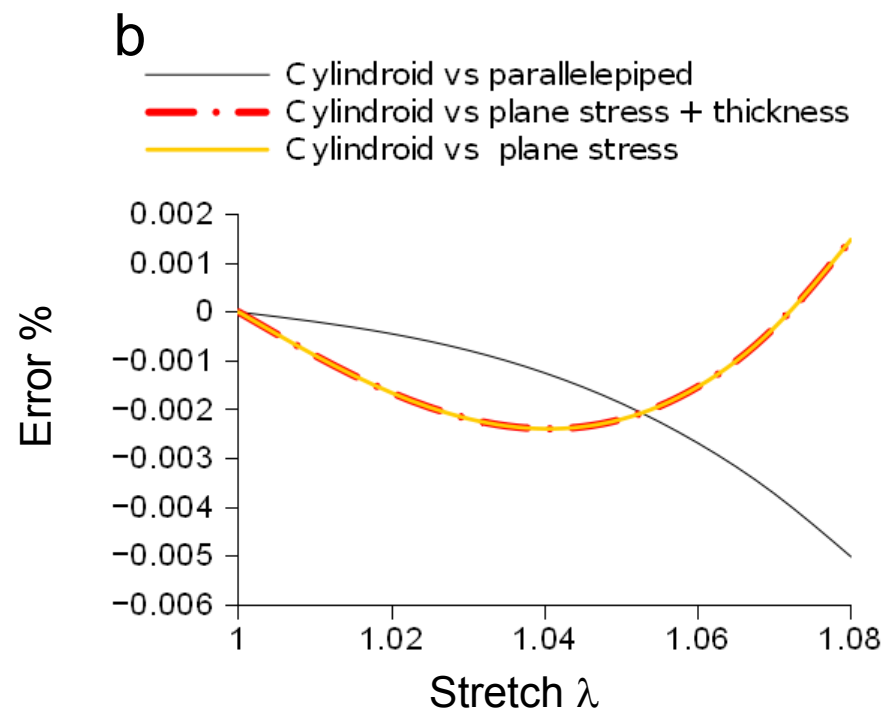 b
Cylindroid vs parallelepiped
Cylindroid vs plane stress + thickness
Cylindroid vs plane stress
0.002
0.001
0
−0.001
−0.002
−0.003
−0.004
−0.005
−0.006
Error %
1 1.02 1.04 1.06 1.08
Stretch λ